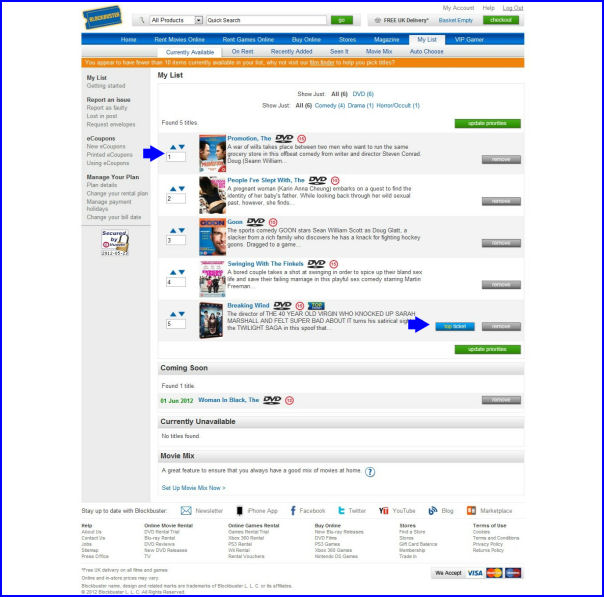 My Account Help Log Out
BLOCKBUSTER
All Products Quick Search go FREE UK Delivery* Basket Empty checkout
Home Rent Movies Online Rent Games Online Buy Online Stores Magazine My List VIP Gamer
Currently Available On Rent Recently Added Seen It Movie Mix Auto Choose
You appear to have fewer than 10 items currently available in your list, why not visit our film finder to help you pick titles?
My List
Getting started
Report an issue
Report as faulty
Lost in post
Request envelopes
eCoupons
New eCoupons
Printed eCoupons
Using eCoupons
Manage Your Plan
Plan details
Change your rental plan
Manage payment
holidays
Change your bill date
Secured
by
2012-05-22
My List
Show Just: All (6) DVD (6)
Show Just: All (6) Comedy (4) Drama (1) Horror/Occult (1)
Found 5 titles.
update priorities
1
Promotion, The DVD 15
A war of wills takes place between two men who want to run the same
grocery store in this offbeat comedy from writer and director Steven Conrad.
Doug (Seann William...
remove
2
People I've Slept With, The DVD 15
A pregnant woman (Karin Anna Cheung) embarks on a quest to find the
identity of her baby's father. While looking back through her wild sexual
past, however, she finds...
remove
3
Goon DVD 15
The sports comedy GOON stars Sean William Scott as Doug Glatt, a
slacker from a rich family who discovers he has a knack for fighting hockey
goons. Dragged to a game...
remove
4
Swinging With The Finkels DVD 15
A bored couple takes a shot at swinging in order to spice up their bland sex
life and save their failing marriage in this playful sex comedy starring Martin
Freeman...
remove
5
Breaking Wind DVD 15
The director of THE 40 YEAR OLD VIRGIN WHO KNOCKED UP SARAH
MARSHALL AND FELT SUPER BAD ABOUT IT turns his satirical
the TWILIGHT SAGA in this spoof that...
top ticket remove
update priorities
Coming Soon
Found 1 title.
01 Jun 2012 Woman In Black, The DVD 15 remove
Currently Unavailable
No titles found.
Movie Mix
A great feature to ensure that you always have a good mix of movies at home. ?
Set Up Movie Mix Now >
Stay up to date with Blockbuster: Newsletter iPhone App Facebook Twitter YouTube Blog Marketplace
Help
About Us
Contact Us
Jobs
Sitemap
Press Office
Online Movie Rental
DVD Rental Trial
Blu-ray Rental
DVD Reviews
New DVD Releases
TV
Online Games Rental
Games Rental Trial
Xbox 360 Rental
PS3 Rental
Wii Rental
Rental Vouchers
Buy Online
New Blu-ray Releases
DVD Films
PS3 Games
Xbox 360 Games
Nintendo DS Games
Stores
Find a Store
Stores
Gift Card Balance
Membership
Trade In
Terms of Use
Cookies
Terms and Conditions
Privacy Policy
Returns Policy
*Free UK delivery on all films and games
Online and in-store prices may vary.
Blockbuster name, design and related marks are trademarks of Blockbuster L. L. C. or its affiliates.
© 2012 Blockbuster L. L. C. All Rights Reserved.
We Accept VISA